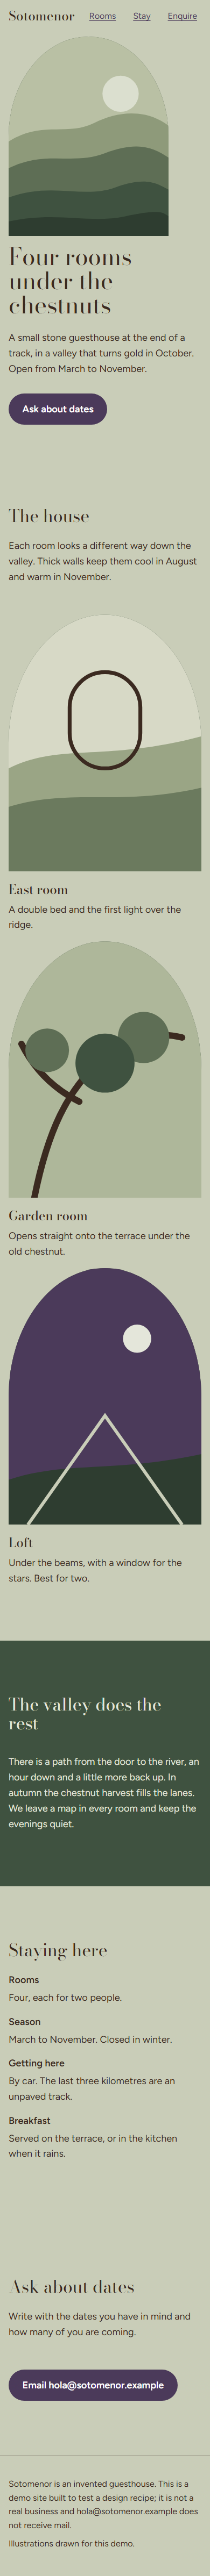 Sotomenor Rooms Stay Enquire
Four rooms
under the
chestnuts
A small stone guesthouse at the end of a
track, in a valley that turns gold in October.
Open from March to November.
Ask about dates
The house
Each room looks a different way down the
valley. Thick walls keep them cool in August
and warm in November.
East room
A double bed and the first light over the
ridge.
Garden room
Opens straight onto the terrace under the
old chestnut.
Loft
Under the beams, with a window for the
stars. Best for two.
The valley does the
rest
There is a path from the door to the river, an
hour down and a little more back up. In
autumn the chestnut harvest fills the lanes.
We leave a map in every room and keep the
evenings quiet.
Staying here
Rooms
Four, each for two people.
Season
March to November. Closed in winter.
Getting here
By car. The last three kilometres are an
unpaved track.
Breakfast
Served on the terrace, or in the kitchen
when it rains.
Ask about dates
Write with the dates you have in mind and
how many of you are coming.
Email hola@sotomenor.example
Sotomenor is an invented guesthouse. This is a
demo site built to test a design recipe; it is not a
real business and hola@sotomenor.example does
not receive mail.
Illustrations drawn for this demo.